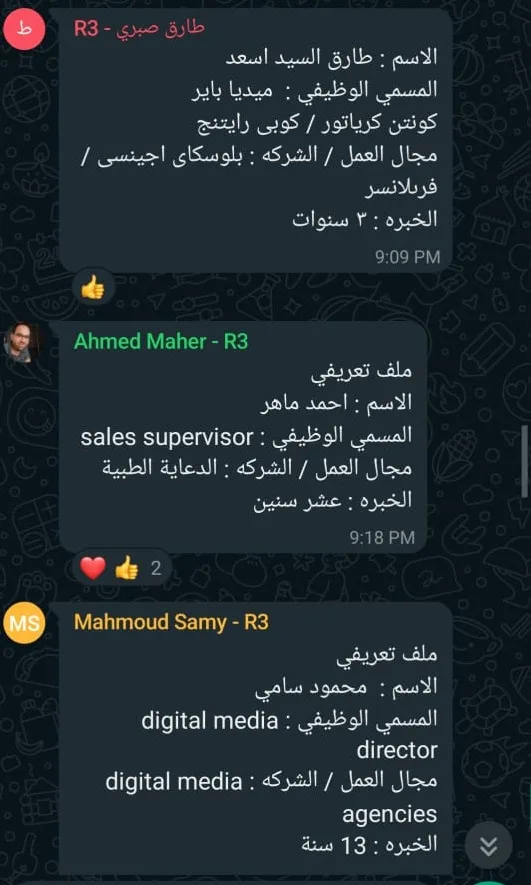 ط
طارق صبري - R3
الاسم : طارق السيد اسعد
المسمي الوظيفي : ميديا باير
كونتن كرياتور / كوبى رايتنج
مجال العمل / الشركه : بلوسكاى اجينسى /
فريلانسر
الخبره : ٣ سنوات
9:09 PM
Ahmed Maher - R3
ملف تعريفي
الاسم : احمد ماهر
المسمي الوظيفي : sales supervisor
مجال العمل / الشركه : الدعاية الطبية
الخبره : عشر سنين
9:18 PM
2
MS
Mahmoud Samy - R3
ملف تعريفي
الاسم : محمود سامي
المسمي الوظيفي : digital media
director
مجال العمل / الشركه : digital media
agencies
الخبره : 13 سنة